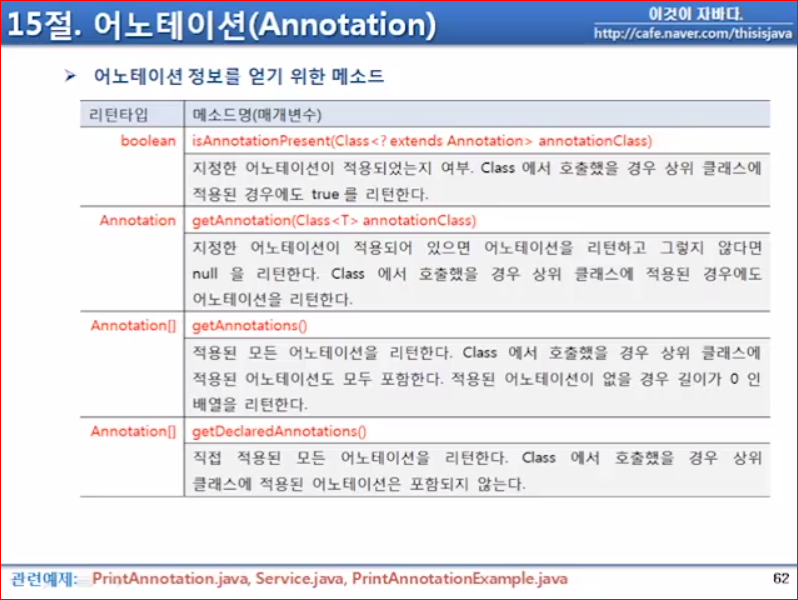 15절. 어노테이션(Annotation)
이것이 자바다.
http://cafe.naver.com/thisisjava
➢ 어노테이션 정보를 얻기 위한 메소드
리턴타입 메소드명(매개변수)
boolean isAnnotationPresent(Class<? extends Annotation> annotationClass)
지정한 어노테이션이 적용되었는지 여부. Class 에서 호출했을 경우 상위 클래스에
적용된 경우에도 true 를 리턴한다.
Annotation getAnnotation(Class<T> annotationClass)
지정한 어노테이션이 적용되어 있으면 어노테이션을 리턴하고 그렇지 않다면
null 을 리턴한다. Class 에서 호출했을 경우 상위 클래스에 적용된 경우에도
어노테이션을 리턴한다.
Annotation[] getAnnotations()
적용된 모든 어노테이션을 리턴한다. Class 에서 호출했을 경우 상위 클래스에
적용된 어노테이션도 모두 포함한다. 적용된 어노테이션이 없을 경우 길이가 0 인
배열을 리턴한다.
Annotation[] getDeclaredAnnotations()
직접 적용된 모든 어노테이션을 리턴한다. Class 에서 호출했을 경우 상위
클래스에 적용된 어노테이션은 포함되지 않는다.
관련예제: PrintAnnotation.java, Service.java, PrintAnnotationExample.java
62